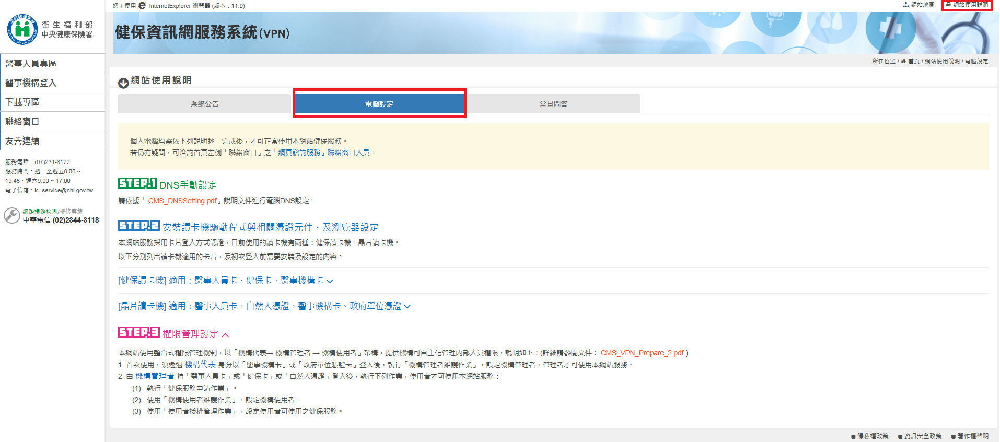 您正使用 InternetExplorer 瀏覽器 (版本：11.0)
網站地圖
網站使用說明
全民健康保險
NATIONAL HEALTH INSURANCE
衛生福利部
中央健康保險署
健保資訊網服務系統(VPN)
醫事人員專區
醫事機構登入
下載專區
聯絡窗口
友善連結
服務電話：(07)231-8122
服務時間：週一至週五8:00 ~
19:45、週六9:00 ~ 17:00
電子信箱：ic_service@nhi.gov.tw
網路線路檢測/報修專線
中華電信 (02)2344-3118
所在位置 / 首頁 / 網站使用說明 / 電腦設定
網站使用說明
系統公告
電腦設定
常見問答
個人電腦均需依下列說明逐一完成後，才可正常使用本網站健保服務。
若仍有疑問，可洽詢首頁左側「聯絡窗口」之「網頁諮詢服務」聯絡窗口人員。
STEP.1 DNS手動設定
請依據「 CMS_DNSSetting.pdf」說明文件進行電腦DNS設定。
STEP.2 安裝讀卡機驅動程式與相關憑證元件、及瀏覽器設定
本網站服務採用卡片登入方式認證，目前使用的讀卡機有兩種：健保讀卡機、晶片讀卡機。
以下分別列出讀卡機適用的卡片，及初次登入前需要安裝及設定的內容。
[健保讀卡機] 適用：醫事人員卡、健保卡、醫事機構卡
[晶片讀卡機] 適用：醫事人員卡、自然人憑證、醫事機構卡、政府單位憑證
STEP.3 權限管理設定
本網站使用整合式權限管理機制，以「機構代表→ 機構管理者 → 機構使用者」架構，提供機構可自主化管理內部人員權限，說明如下：(詳細請參閱文件： CMS_VPN_Prepare_2.pdf )
1. 首次使用，須透過 機構代表 身分以「醫事機構卡」或「政府單位憑證卡」登入後，執行「機構管理者維護作業」，設定機構管理者，管理者才可使用本網站服務。
2. 由 機構管理者 持「醫事人員卡」或「健保卡」或「自然人憑證」登入後，執行下列作業，使用者才可使用本網站服務：
(1) 執行「健保服務申請作業」。
(2) 使用「機構使用者維護作業」，設定機構使用者。
(3) 使用「使用者授權管理作業」，設定使用者可使用之健保服務。
隱私權政策
資訊安全政策
著作權聲明